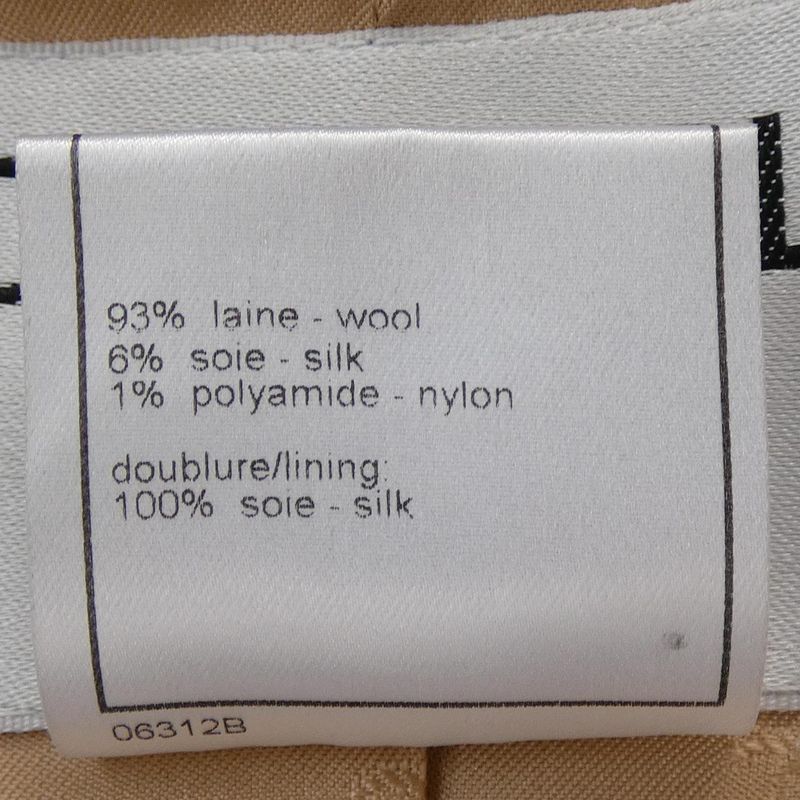 93% laine - wool
6% soie - silk
1% polyamide - nylon
doublure/lining:
100% soie - silk
06312B